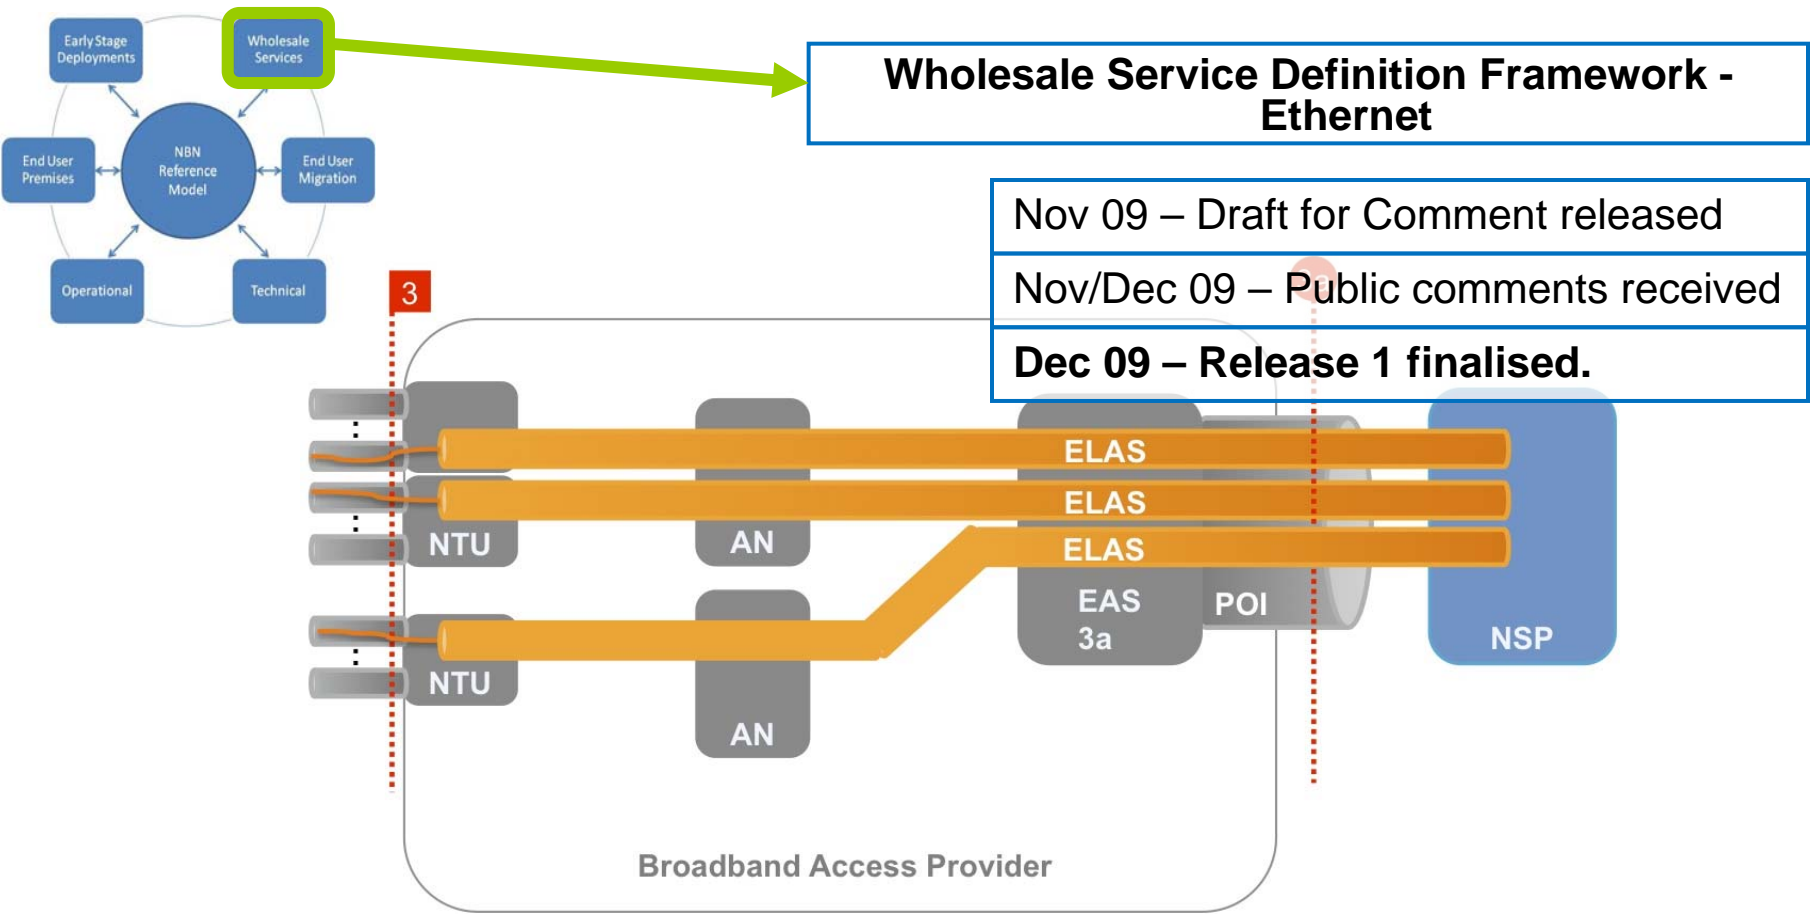 Early Stage
Deployments
Wholesale
Services
End User
Premises
NBN
Reference
Model
End User
Migration
Operational
Technical
Wholesale Service Definition Framework -
Ethernet
Nov 09 – Draft for Comment released
Nov/Dec 09 – Public comments received
Dec 09 – Release 1 finalised.
3
3a
ELAS
ELAS
ELAS
NTU
AN
EAS
3a
POI
NSP
NTU
AN
Broadband Access Provider